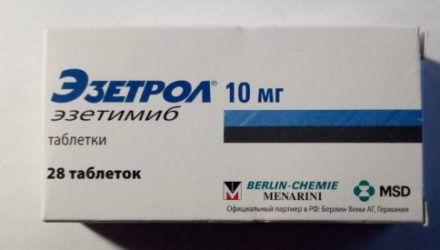 Эзетрол® 10 мг
эзетимиб
таблетки
28 таблеток
BERLIN-CHEMIE
MENARINI
MSD
Официальный партнер в РФ: Берлин-Хеми АГ, Германия